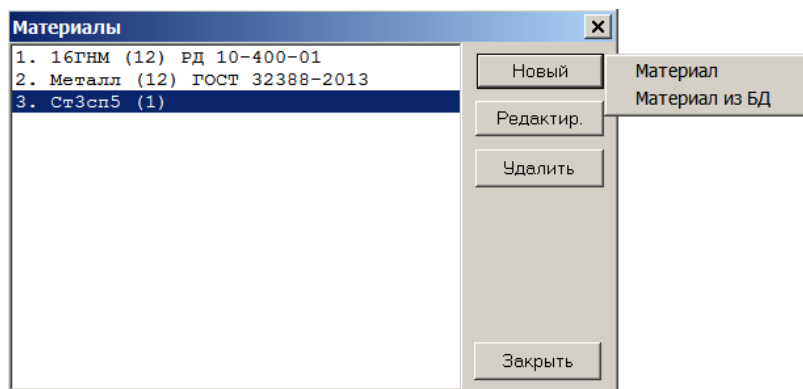 Материалы
1. 16ГНМ (12) РД 10-400-01
2. Металл (12) ГОСТ 32388-2013
3. Ст3сп5 (1)
Новый
Материал
Материал из БД
Редактир.
Удалить
Закрыть